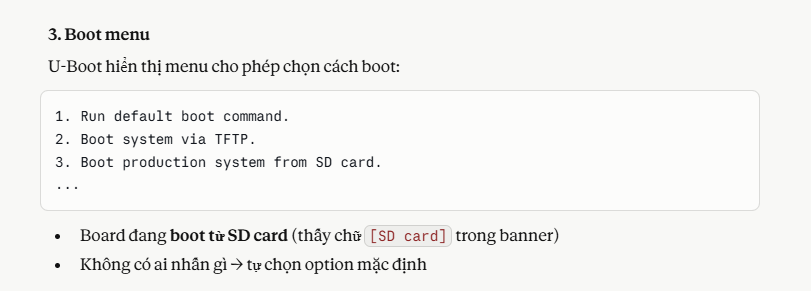 3. Boot menu
U-Boot hiển thị menu cho phép chọn cách boot:
1. Run default boot command.
2. Boot system via TFTP.
3. Boot production system from SD card.
...
• Board đang boot từ SD card (thấy chữ [SD card] trong banner)
• Không có ai nhấn gì → tự chọn option mặc định